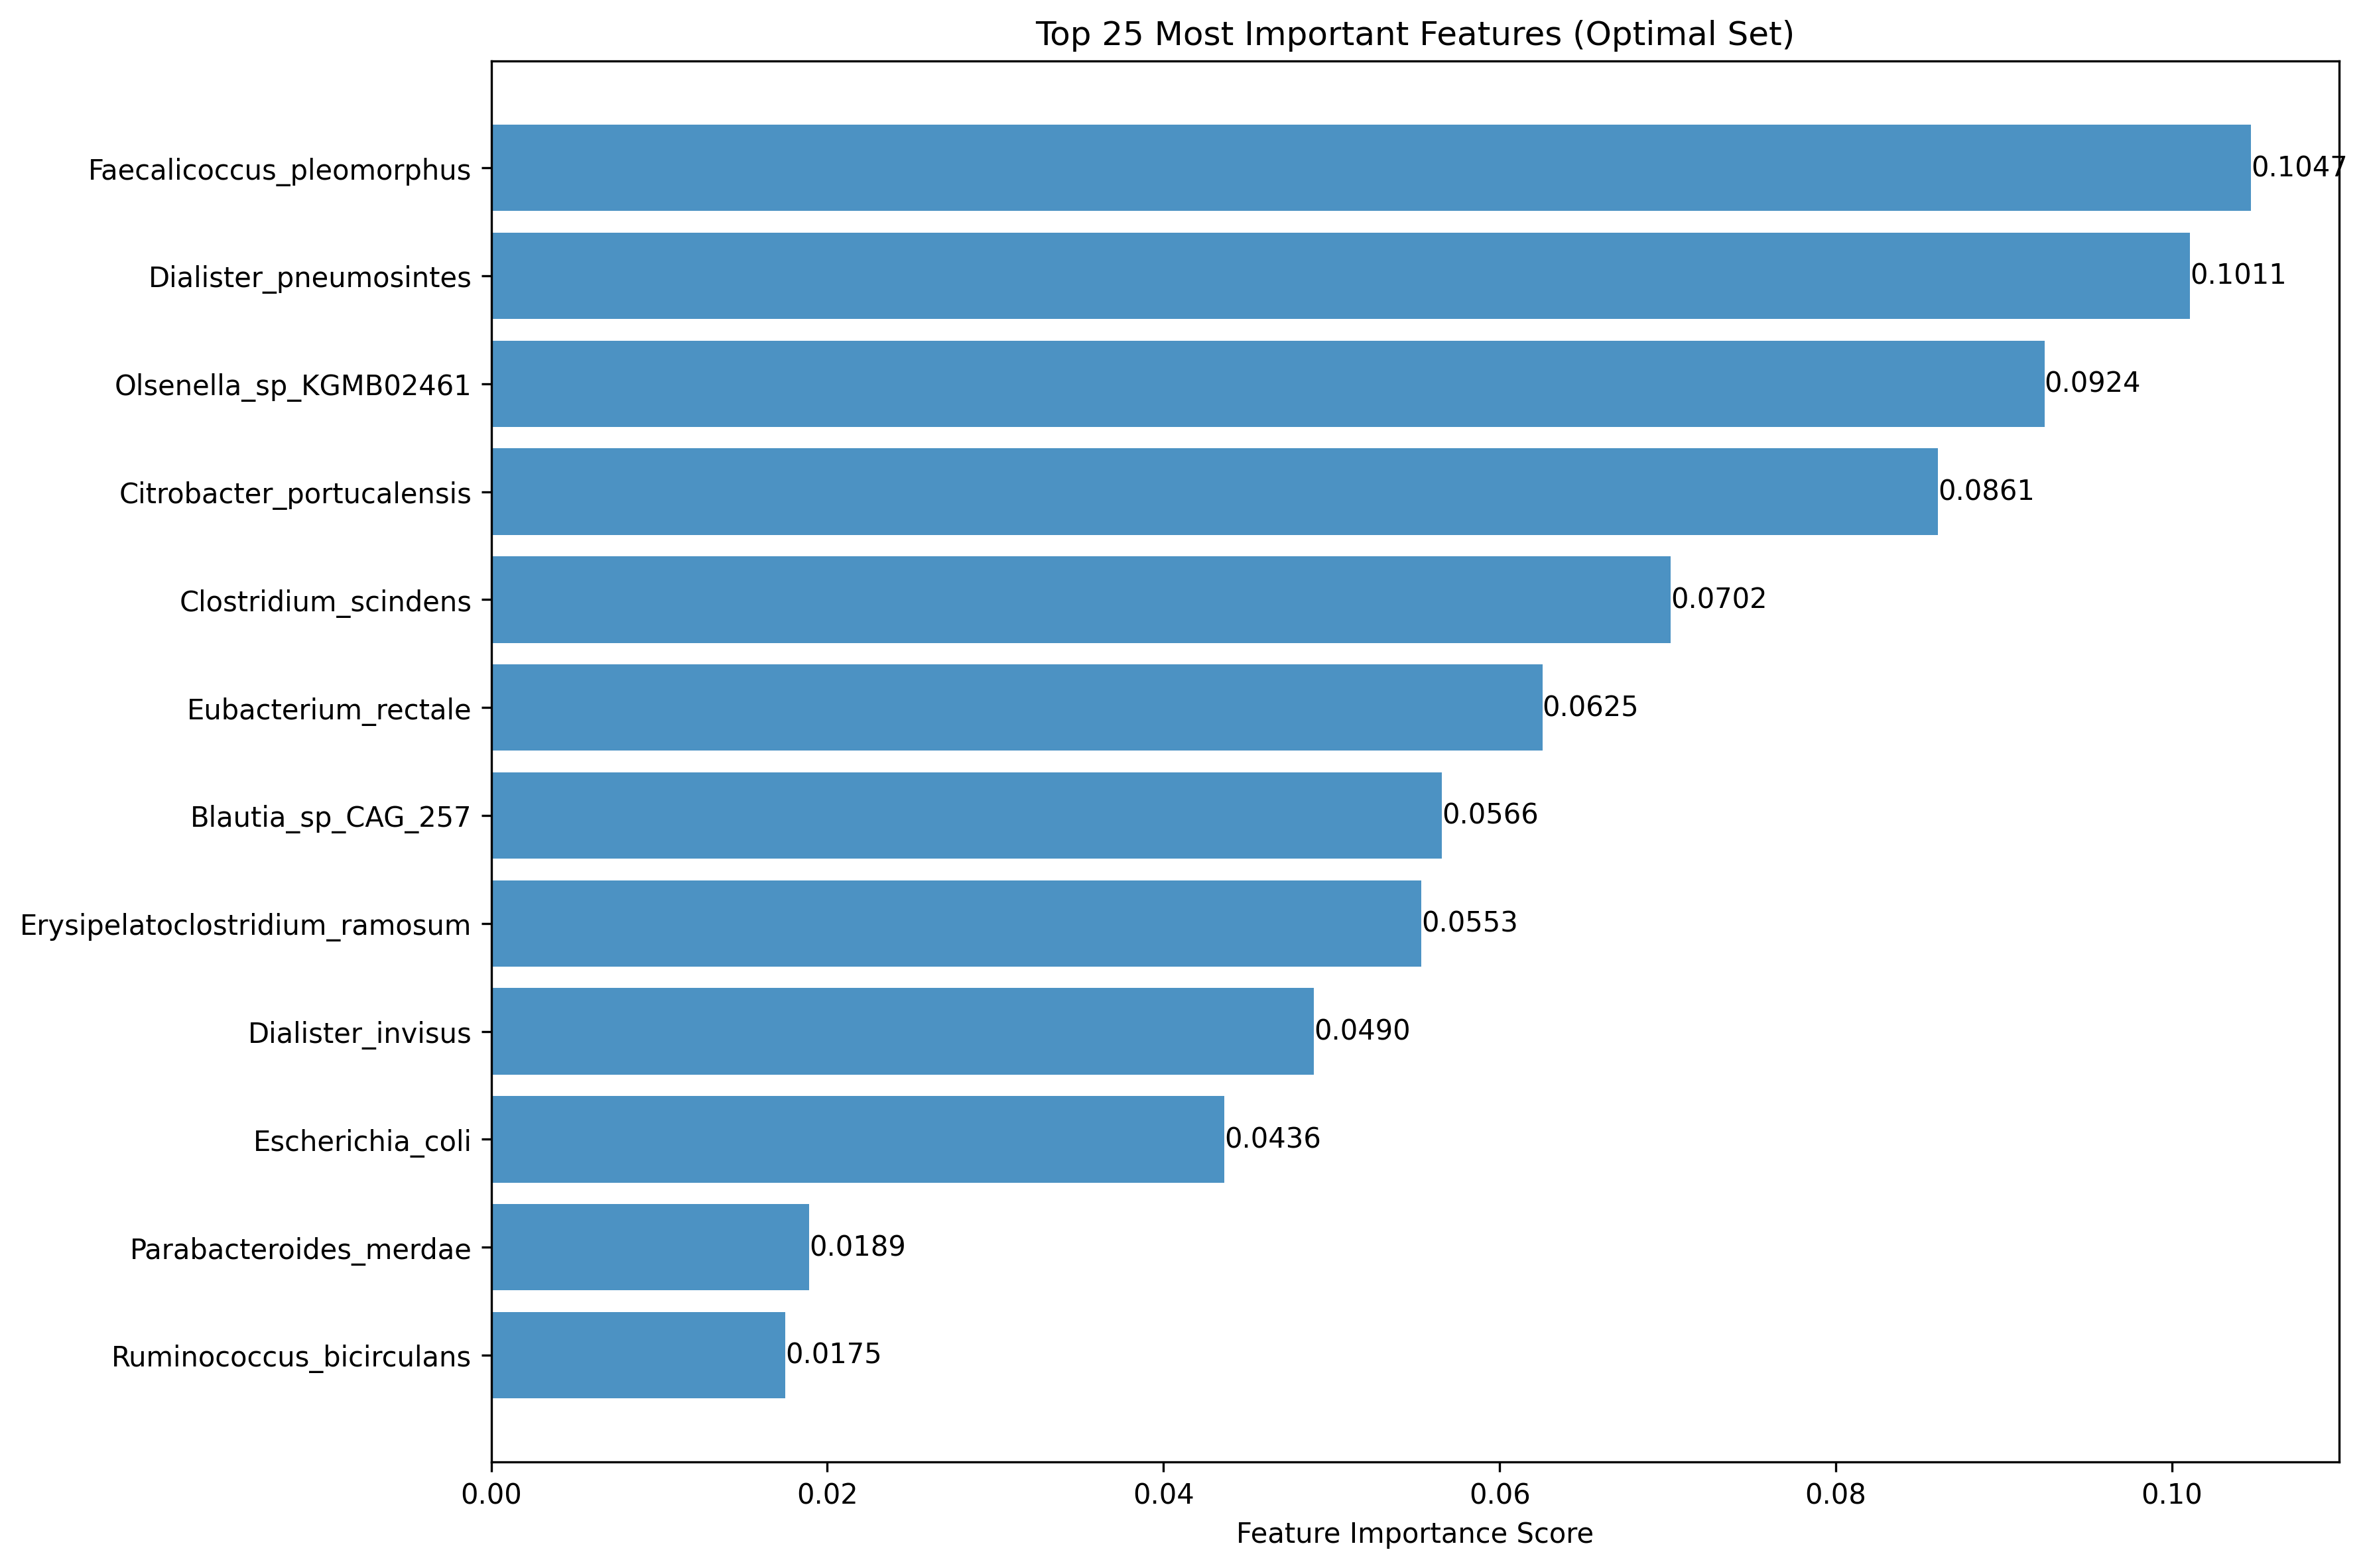 Top 25 Most Important Features (Optimal Set)
Faecalicoccus_pleomorphus 0.1047
Dialister_pneumosintes 0.1011
Olsenella_sp_KGMB02461 0.0924
Citrobacter_portucalensis 0.0861
Clostridium_scindens 0.0702
Eubacterium_rectale 0.0625
Blautia_sp_CAG_257 0.0566
Erysipelatoclostridium_ramosum 0.0553
Dialister_invisus 0.0490
Escherichia_coli 0.0436
Parabacteroides_merdae 0.0189
Ruminococcus_bicirculans 0.0175
0.00 0.02 0.04 0.06 0.08 0.10
Feature Importance Score